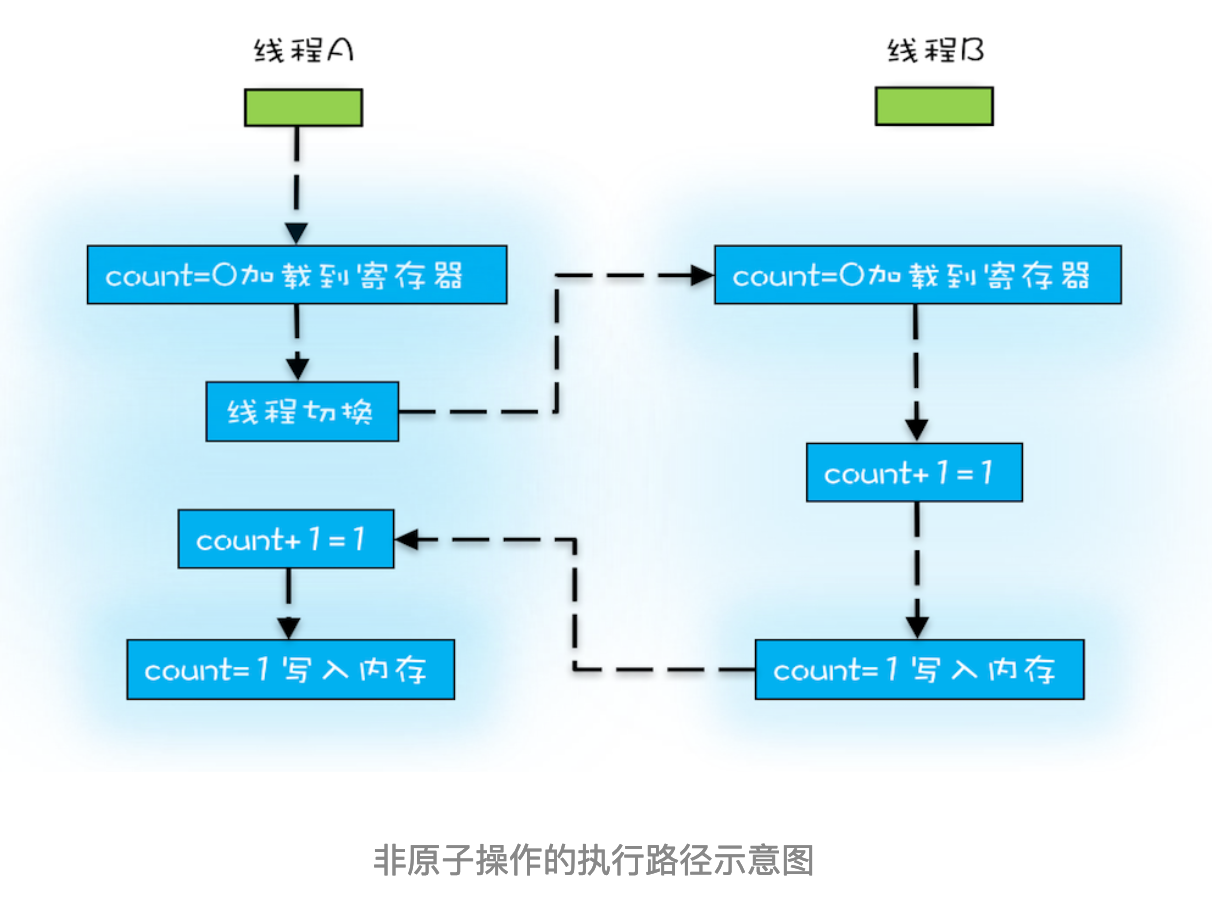 线程A
线程B
count=0加载到寄存器
count=0加载到寄存器
线程切换
count+1=1
count+1=1
count=1写入内存
count=1写入内存
非原子操作的执行路径示意图